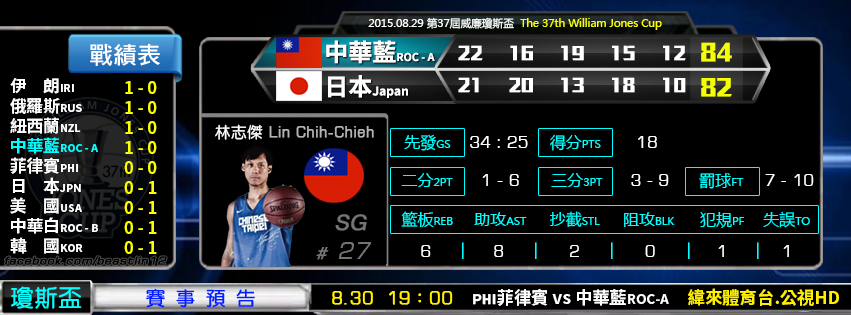 2015.08.29 第37屆威廉瓊斯盃 The 37th William Jones Cup
戰績表
伊 朗IRI 1-0
俄羅斯RUS 1-0
紐西蘭NZL 1-0
中華藍ROC-A 1-0
菲律賓PHI 0-0
日 本JPN 0-1
美 國USA 0-1
中華白ROC-B 0-1
韓 國KOR 0-1
facebook.com/beastlin12
中華藍ROC-A 22 16 19 15 12 84
日本Japan 21 20 13 18 10 82
林志傑 Lin Chih-Chieh
CHINESE TAIPEI
SG
# 27
先發GS 34:25 得分PTS 18
二分2PT 1-6 三分3PT 3-9 罰球FT 7-10
籃板REB 助攻AST 抄截STL 阻攻BLK 犯規PF 失誤TO
6 8 2 0 1 1
瓊斯盃 賽事預告 8.30 19:00 PHI菲律賓 VS 中華藍ROC-A 緯來體育台.公視HD